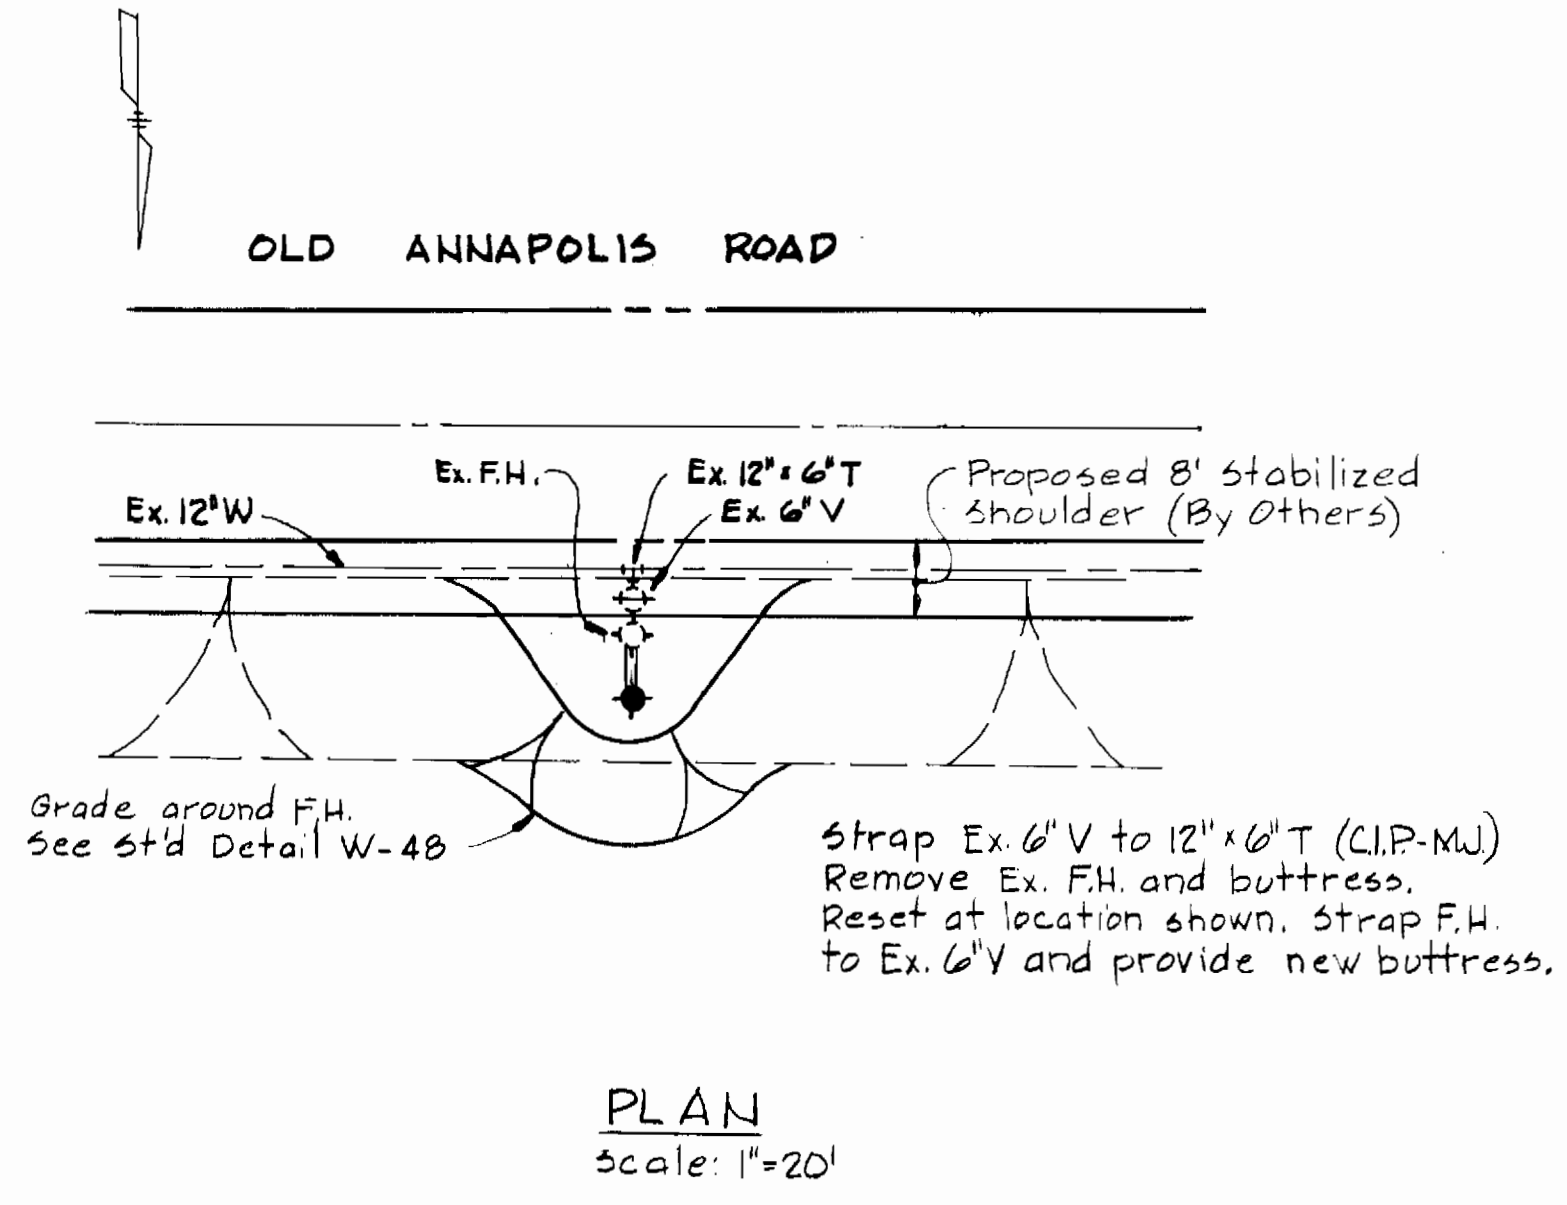 OLD ANNAPOLIS ROAD
Ex. F.H.
Ex. 12" x 6" T
Ex. 6" V
Ex. 12" W
Proposed 8' Stabilized
Shoulder (By Others)
Grade around F.H.
See St'd Detail W-48
Strap Ex. 6" V to 12" x 6" T (C.I.P.-M.J.)
Remove Ex. F.H. and buttress.
Reset at location shown. Strap F.H.
to Ex. 6" V and provide new buttress.
PLAN
Scale: 1"=20'